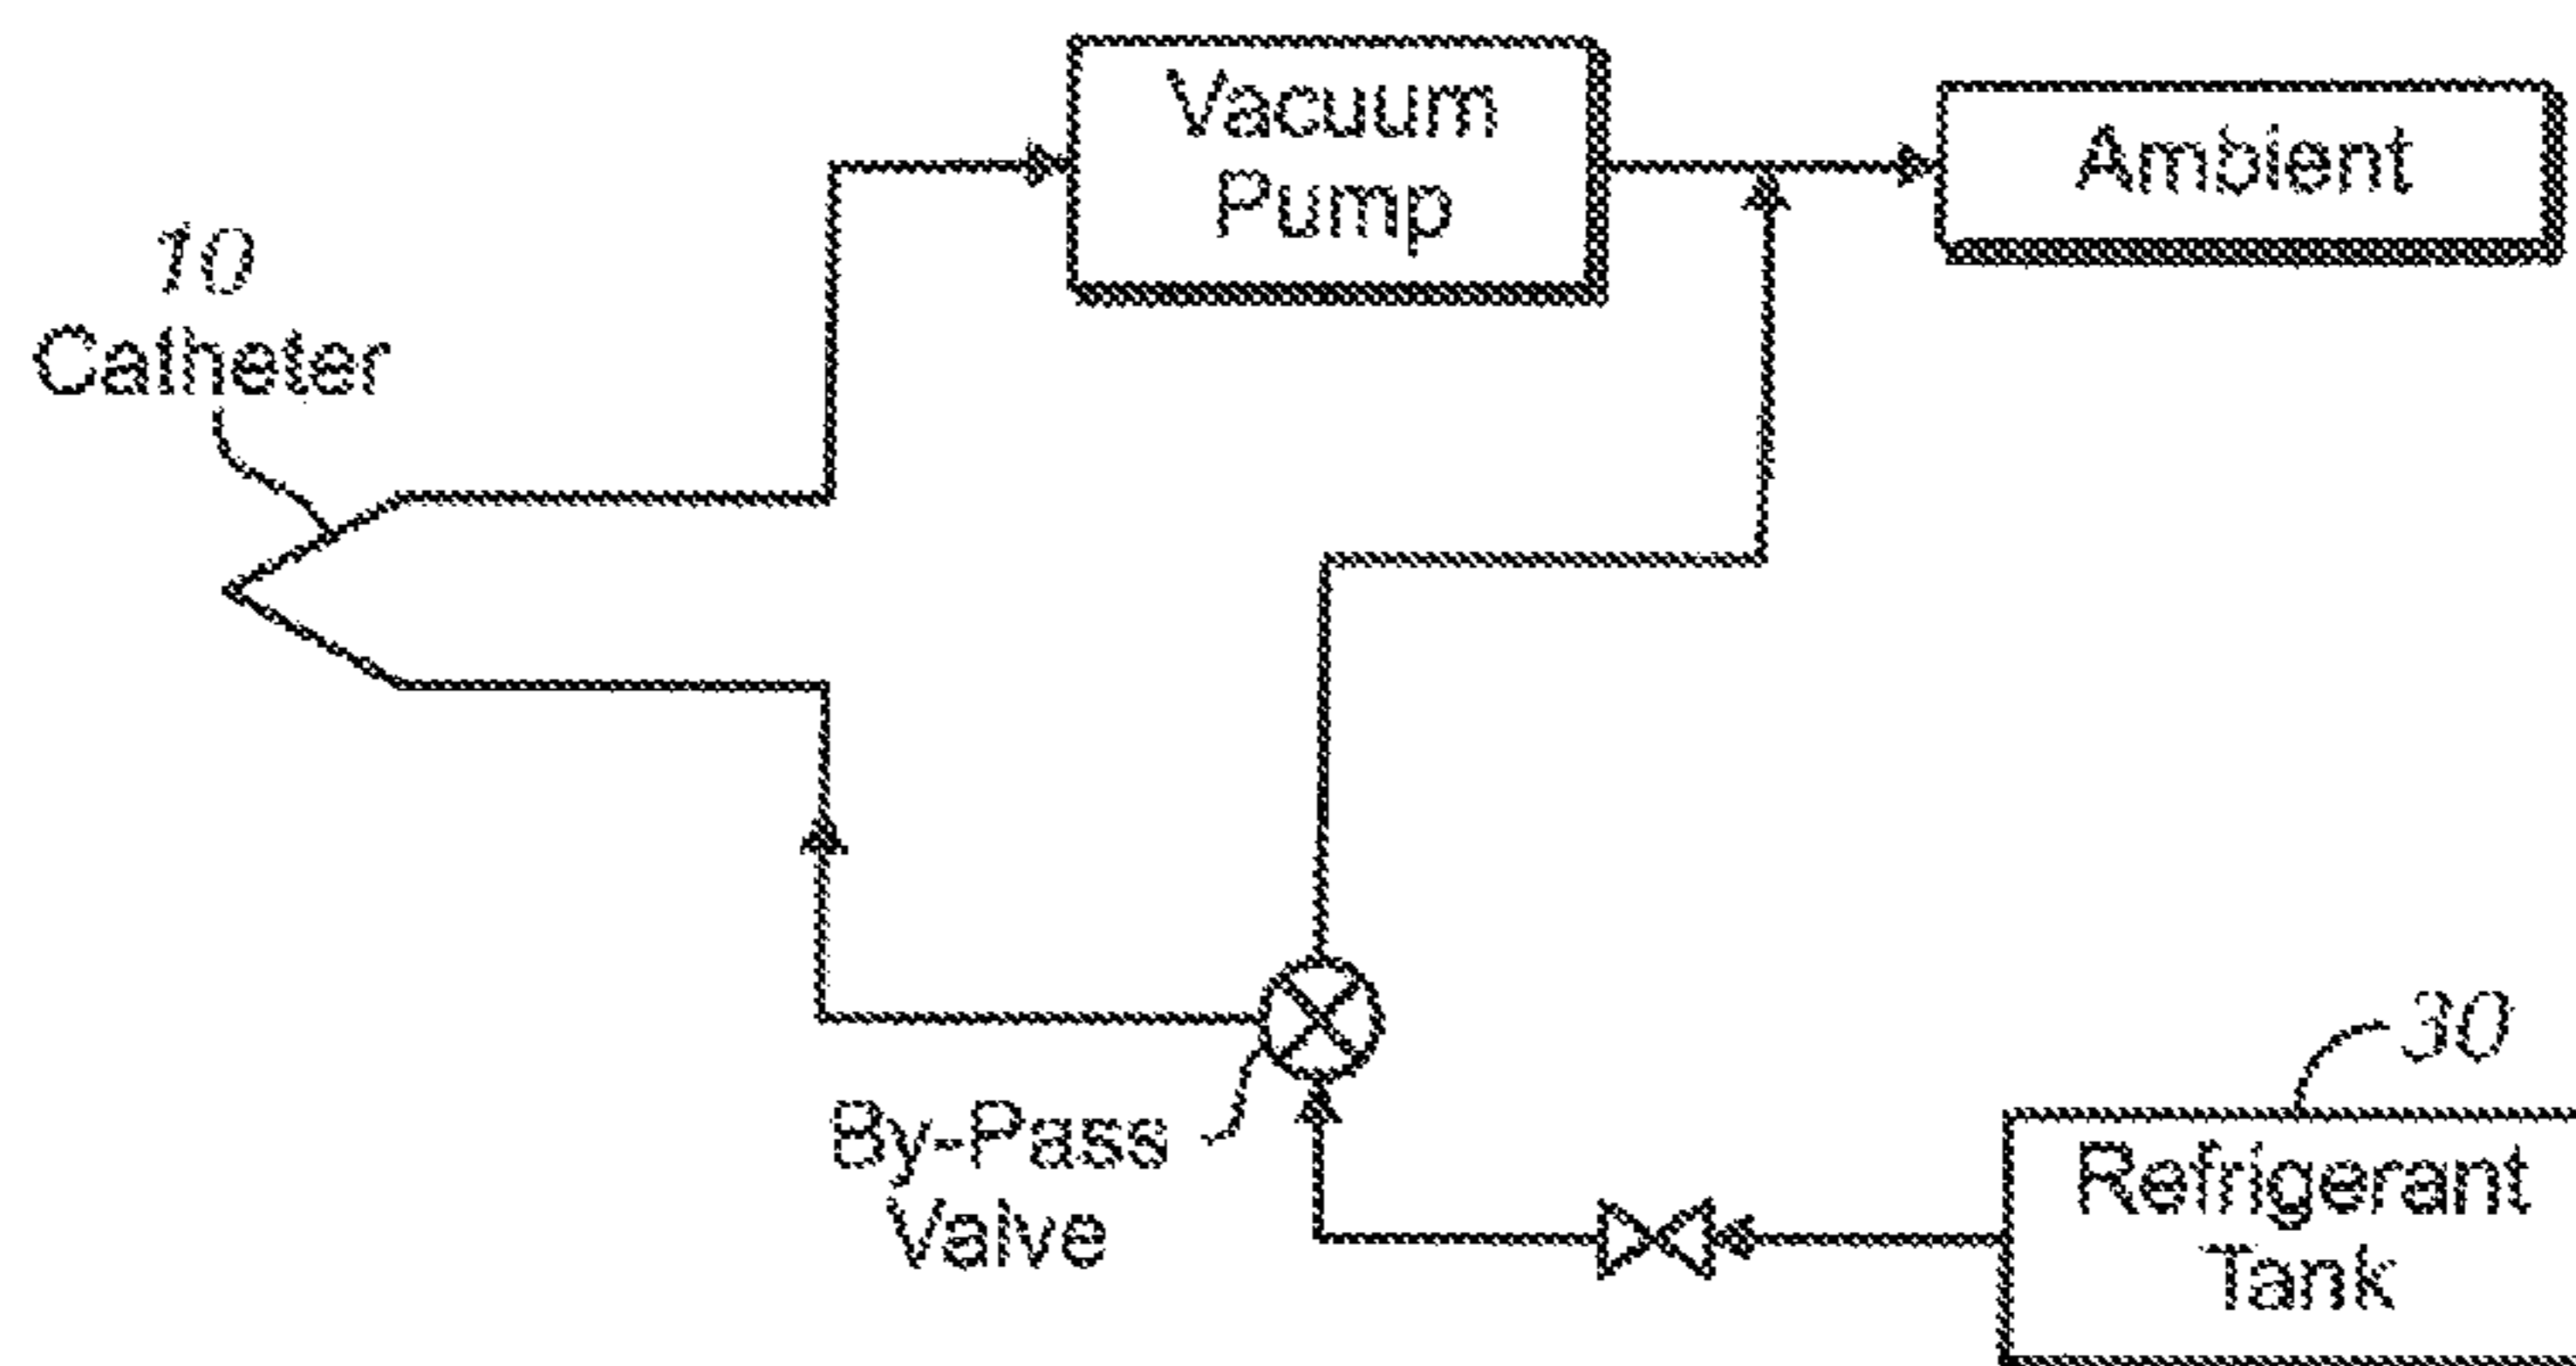 Vacuum
Pump
Ambient
10
Catheter
By-Pass
Valve
30
Refrigerant
Tank